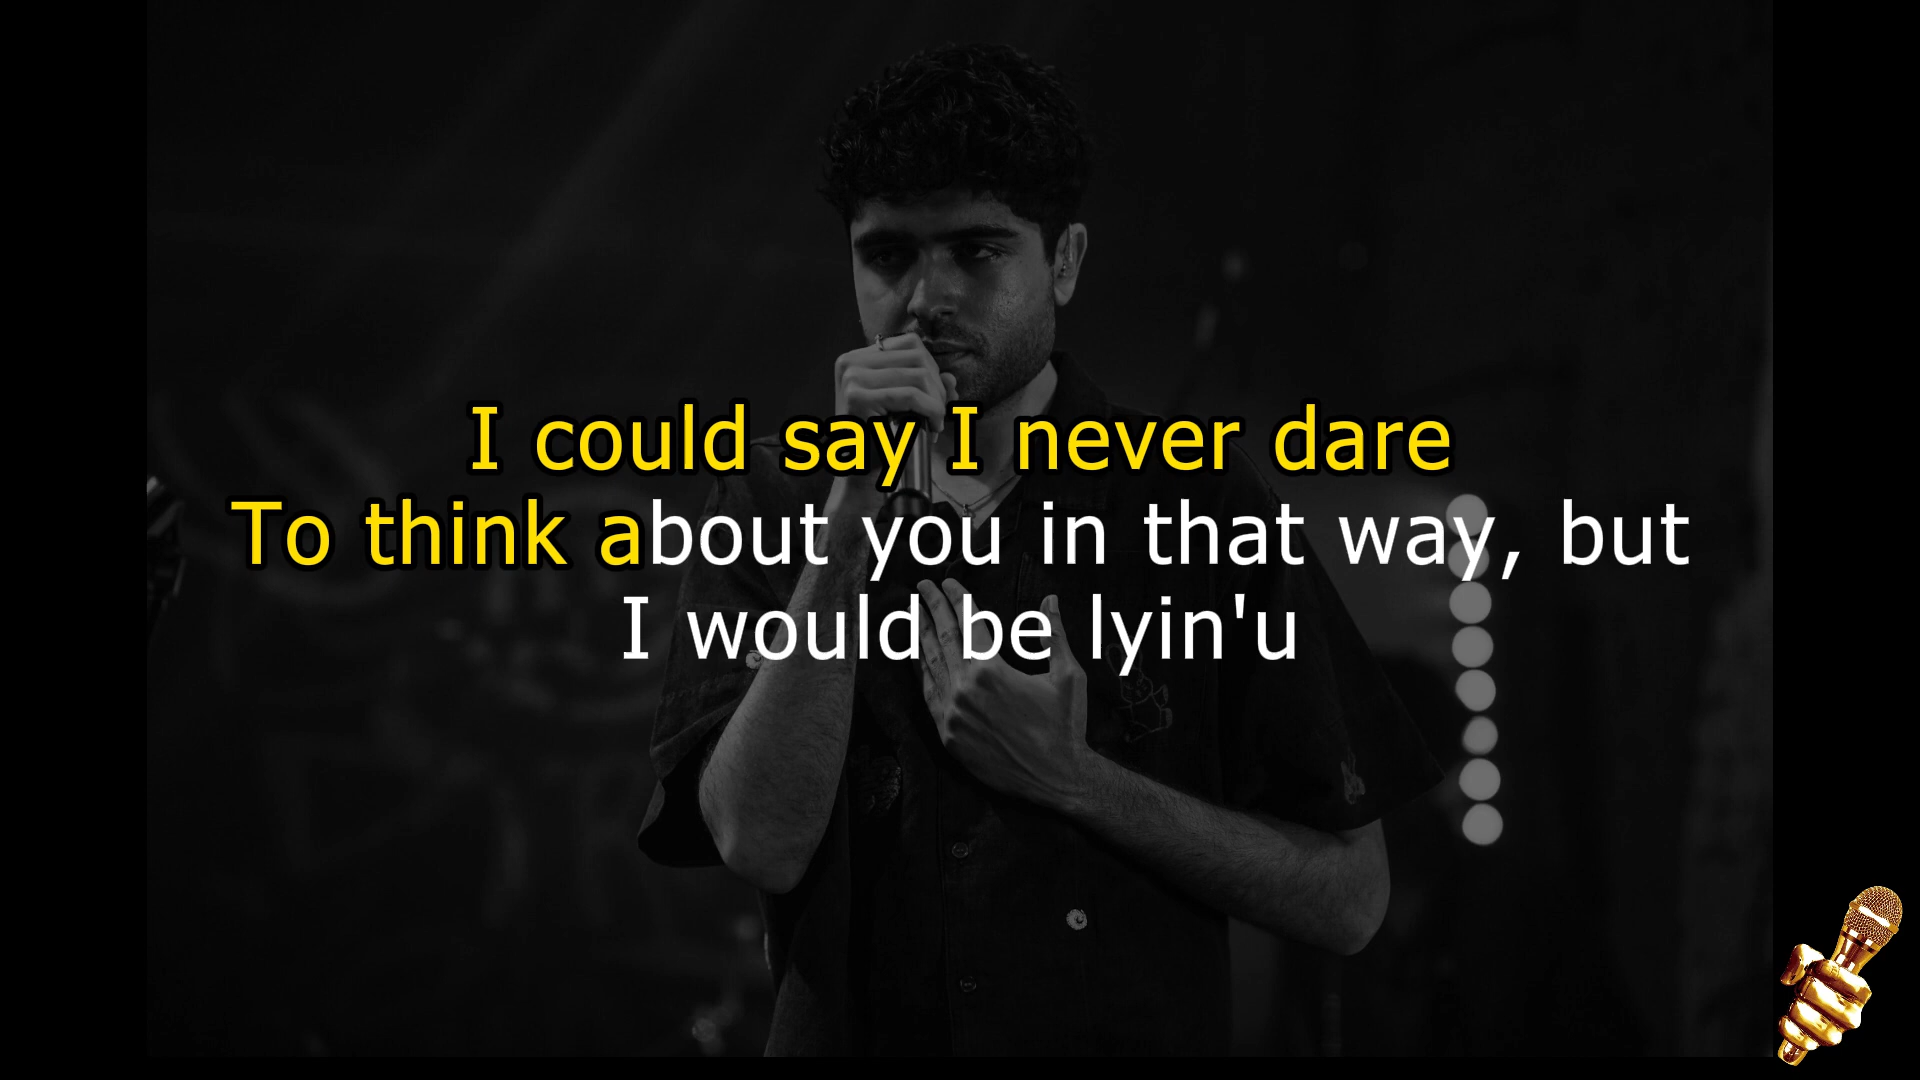 I could say I never dare
To think about you in that way, but
I would be lyin'u